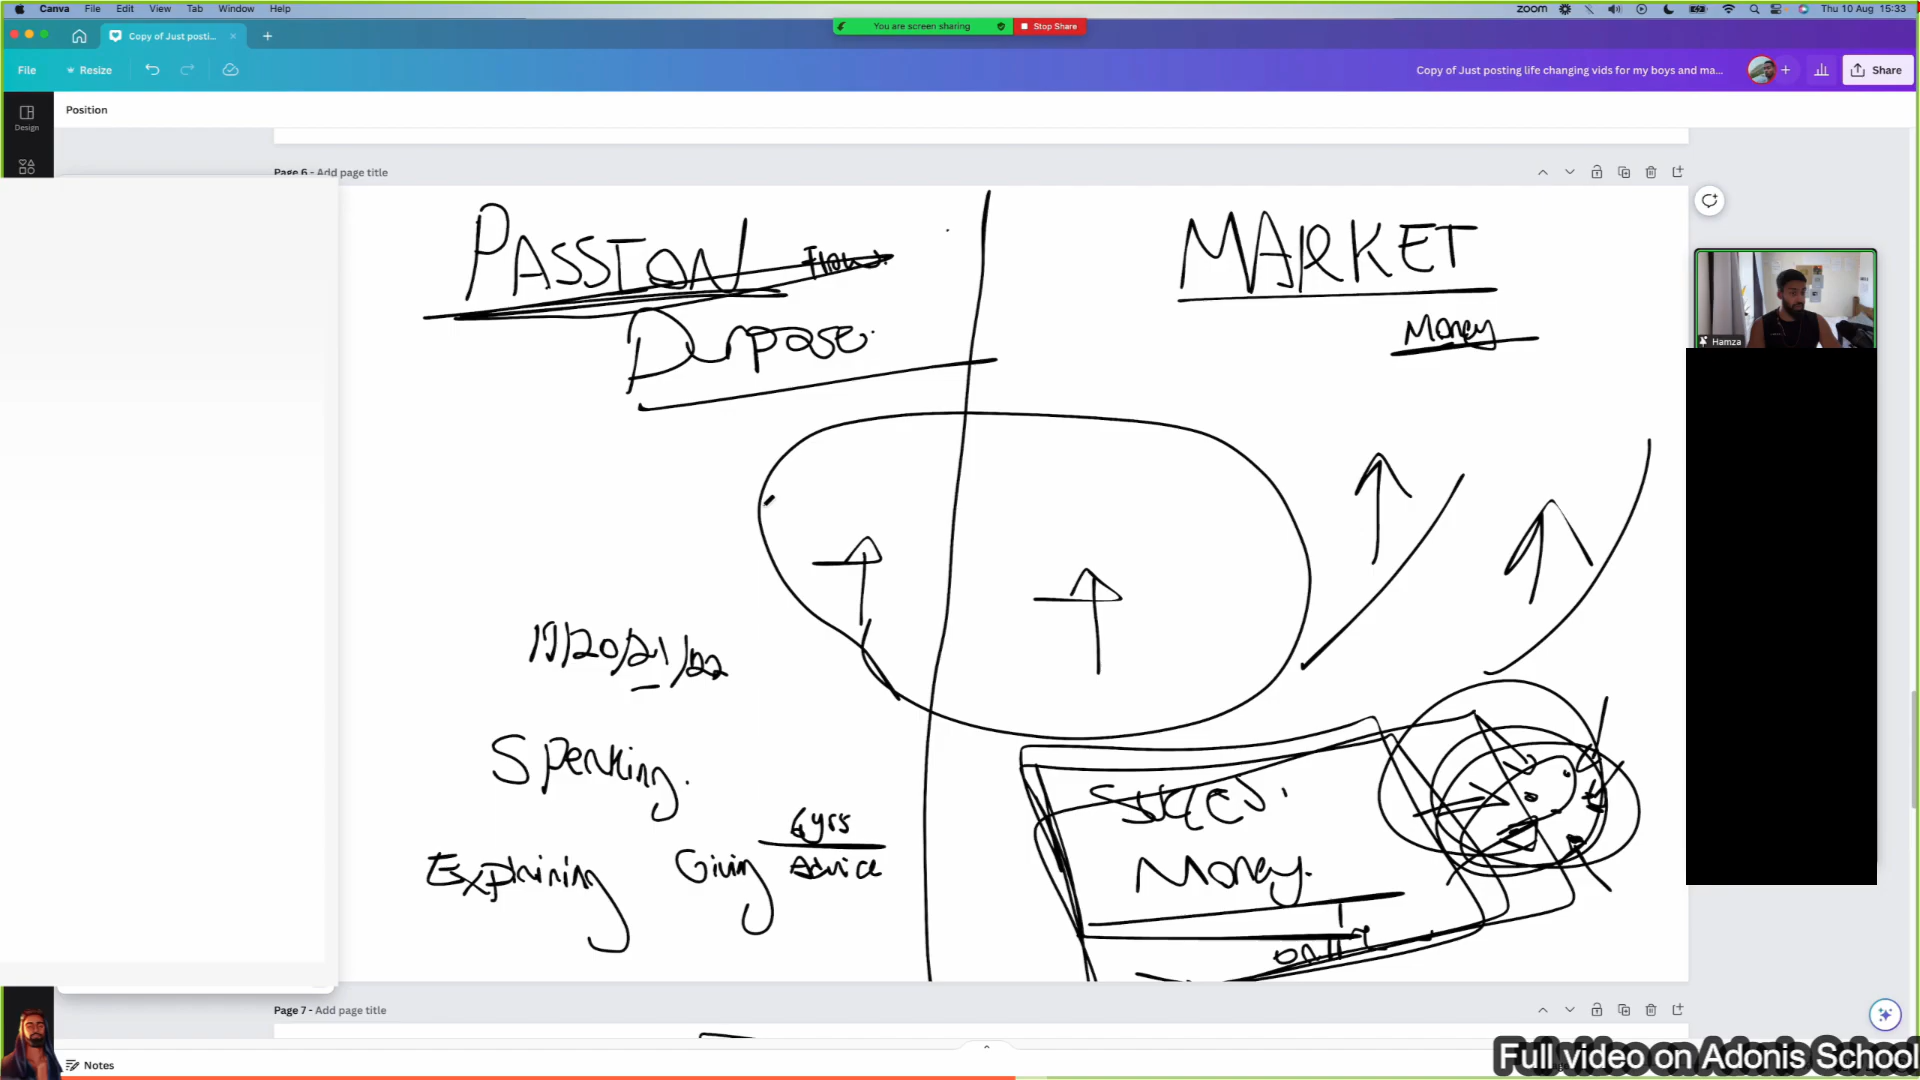 Canva File Edit View Tab Window Help
zoom Thu 10 Aug 15:33
You are screen sharing Stop Share
Copy of Just posti...
File Resize
Copy of Just posting life changing vids for my boys and ma...
Share
Position
Design
Page 6 - Add page title
PASSION
MARKET
Purpose
Money
Hamza
19/20/21/22
Speaking.
6yrs
Explaining Giving Advice
Money.
Page 7 - Add page title
Notes
Full video on Adonis School